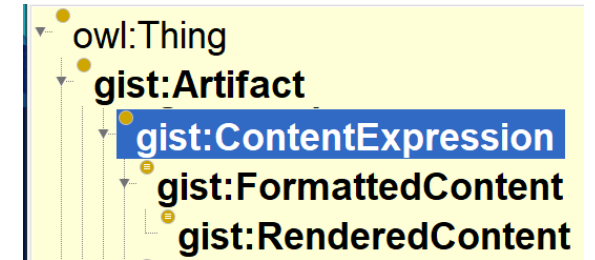 owl:Thing
gist:Artifact
gist:ContentExpression
gist:FormattedContent
gist:RenderedContent